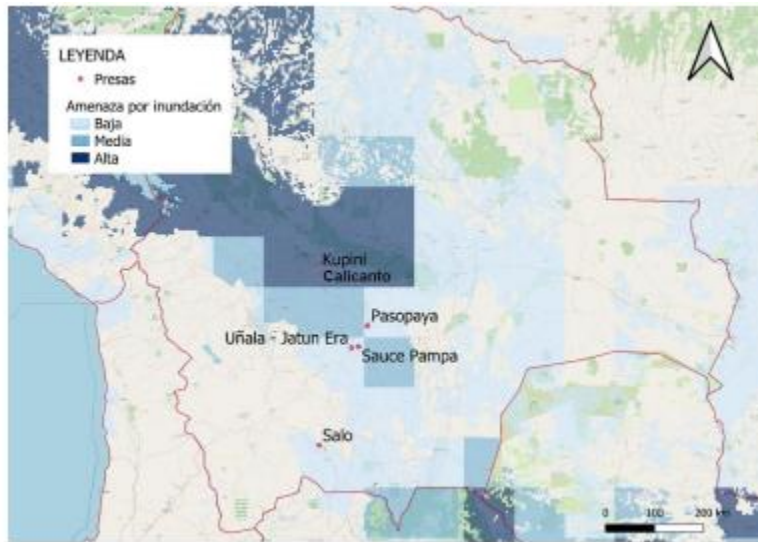 LEYENDA
Presas
Amenaza por inundación
Baja
Media
Alta
Kupini
Calicanto
Pasopaya
Uñala - Jatun Era
Sauce Pampa
Salo
0 100 200 km